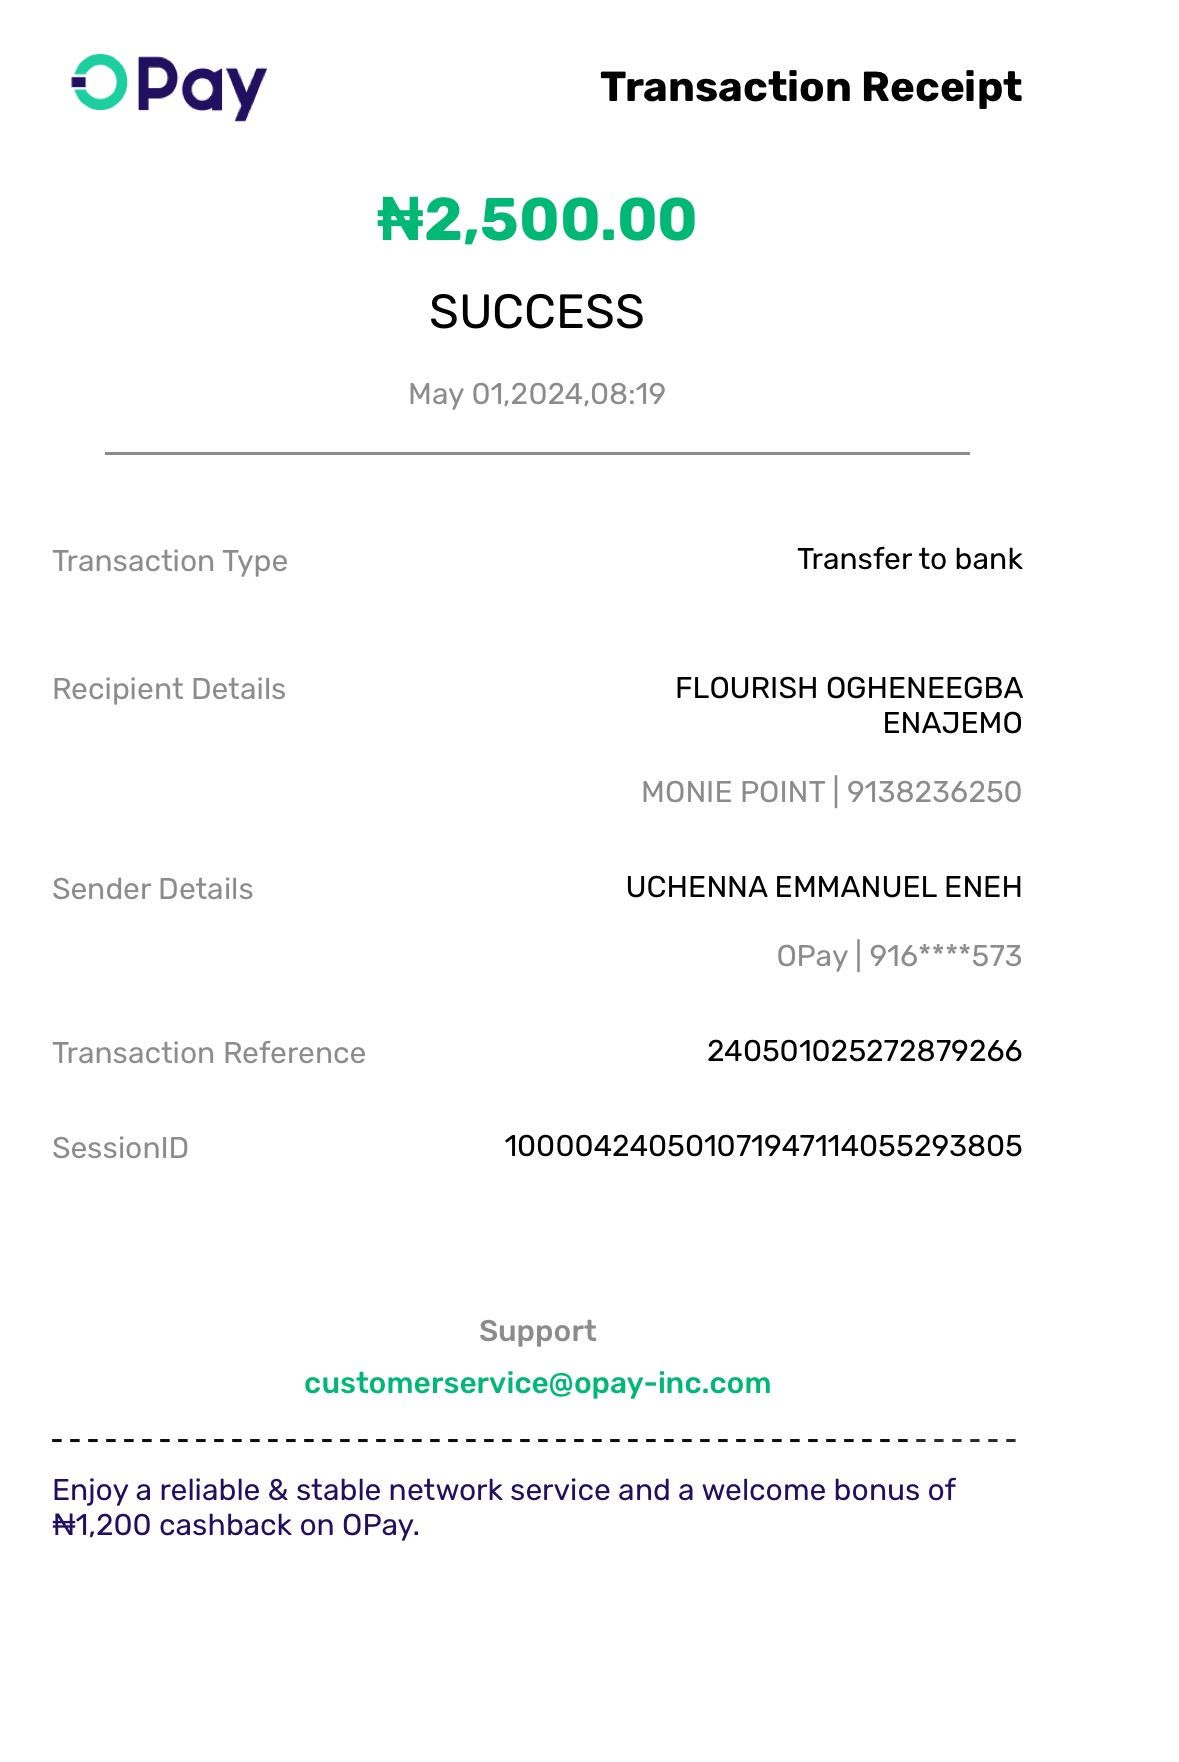 OPay
Transaction Receipt
₦2,500.00
SUCCESS
May 01,2024,08:19
Transaction Type
Transfer to bank
Recipient Details
FLOURISH OGHENEEGBA
ENAJEMO
MONIE POINT | 9138236250
Sender Details
UCHENNA EMMANUEL ENEH
OPay | 916****573
Transaction Reference
240501025272879266
SessionID
100004240501071947114055293805
Support
customerservice@opay-inc.com
Enjoy a reliable & stable network service and a welcome bonus of
₦1,200 cashback on OPay.